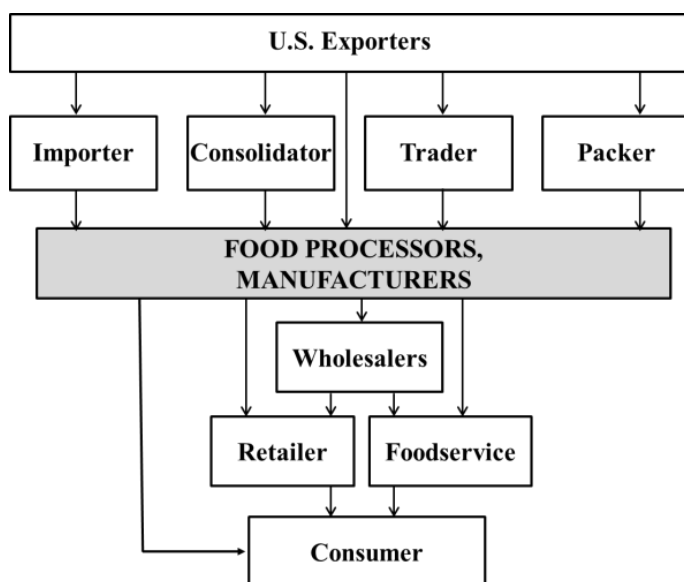 U.S. Exporters
Importer
Consolidator
Trader
Packer
FOOD PROCESSORS,
MANUFACTURERS
Wholesalers
Retailer
Foodservice
Consumer